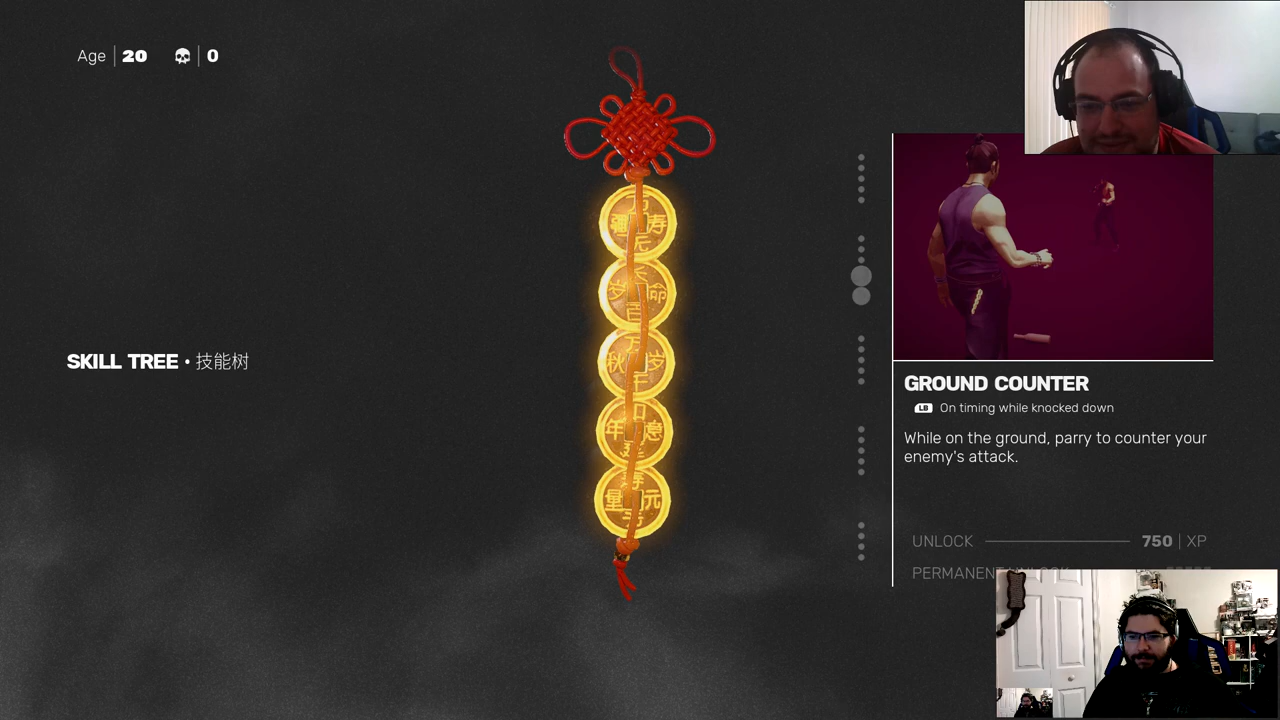 Age | 20 0
SKILL TREE • 技能树
GROUND COUNTER
LB On timing while knocked down
While on the ground, parry to counter your
enemy's attack.
UNLOCK 750 | XP
PERMANENT